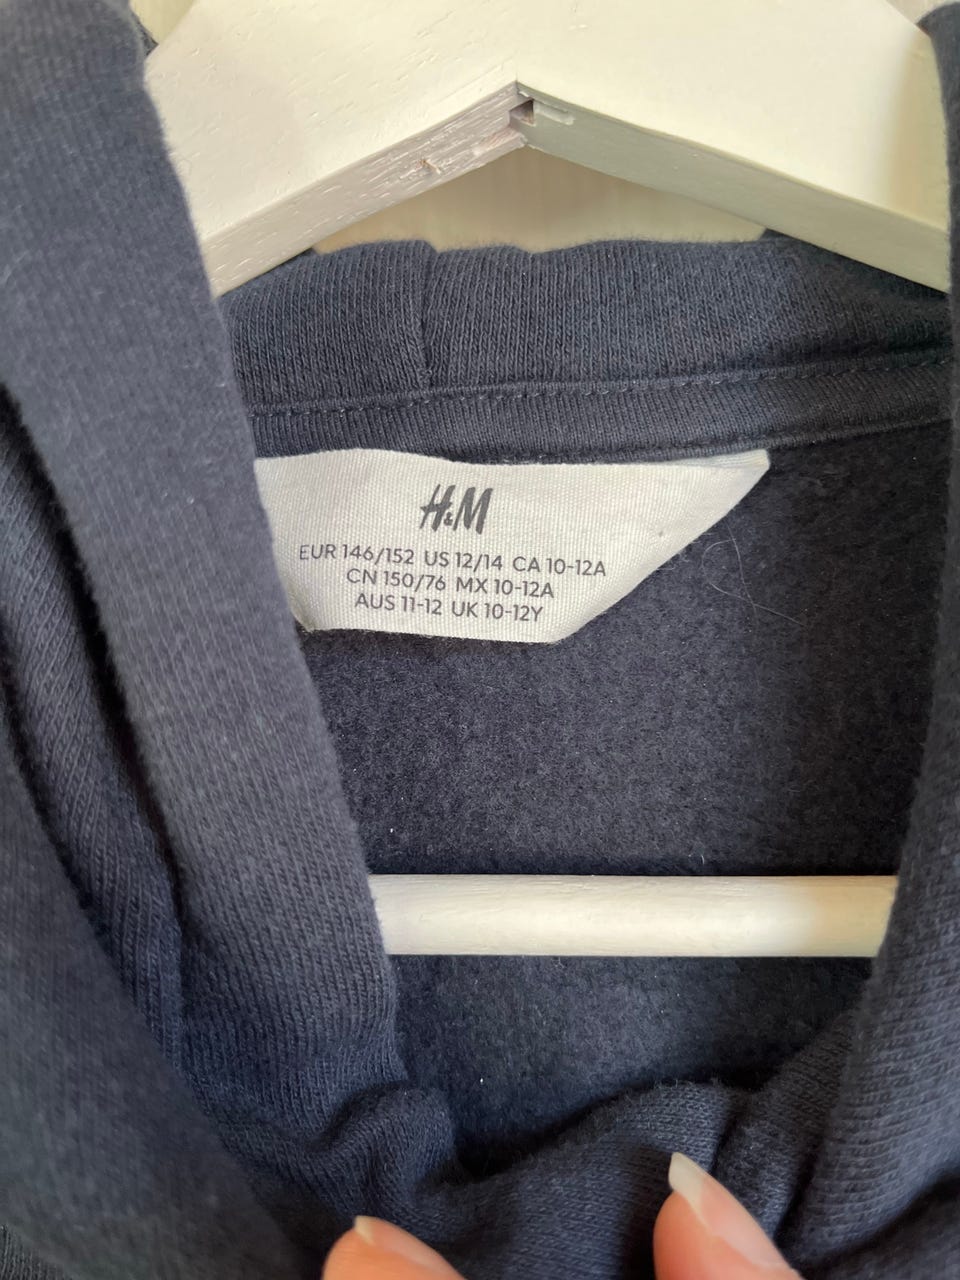 H&M
EUR 146/152 US 12/14 CA 10-12A
CN 150/76 MX 10-12A
AUS 11-12 UK 10-12Y